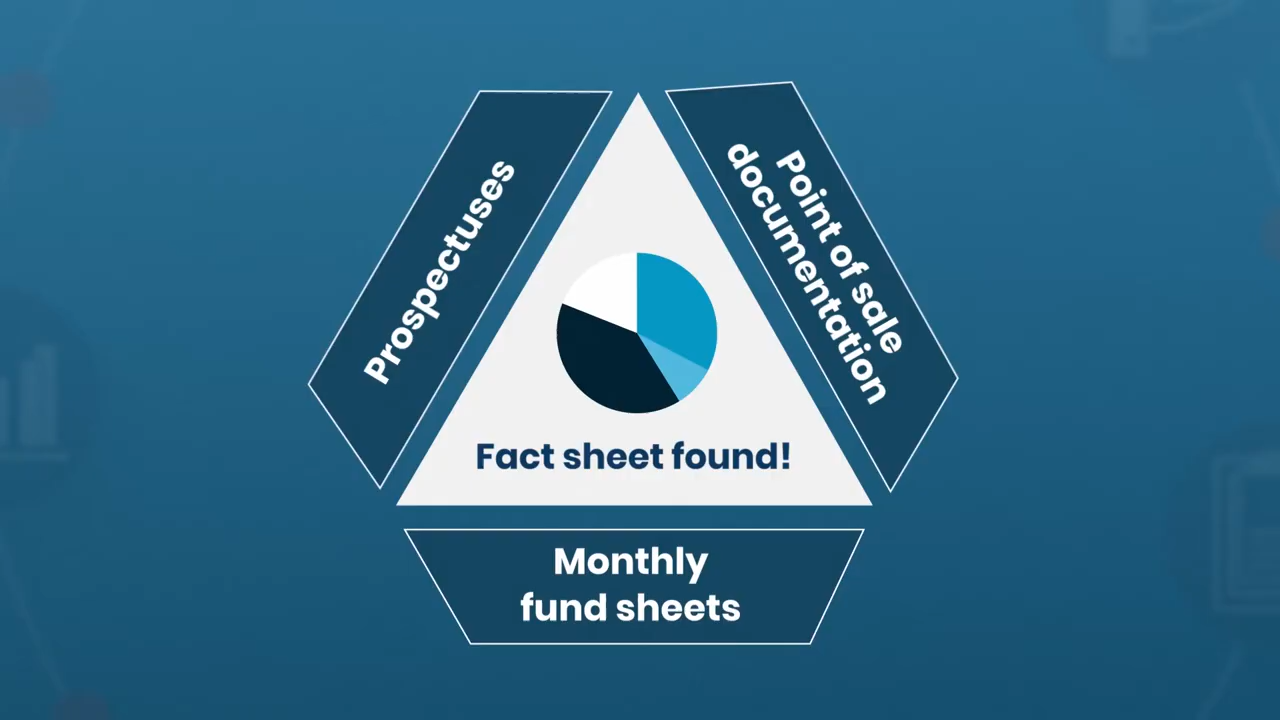 Prospectuses
Point of sale
documentation
Fact sheet found!
Monthly
fund sheets